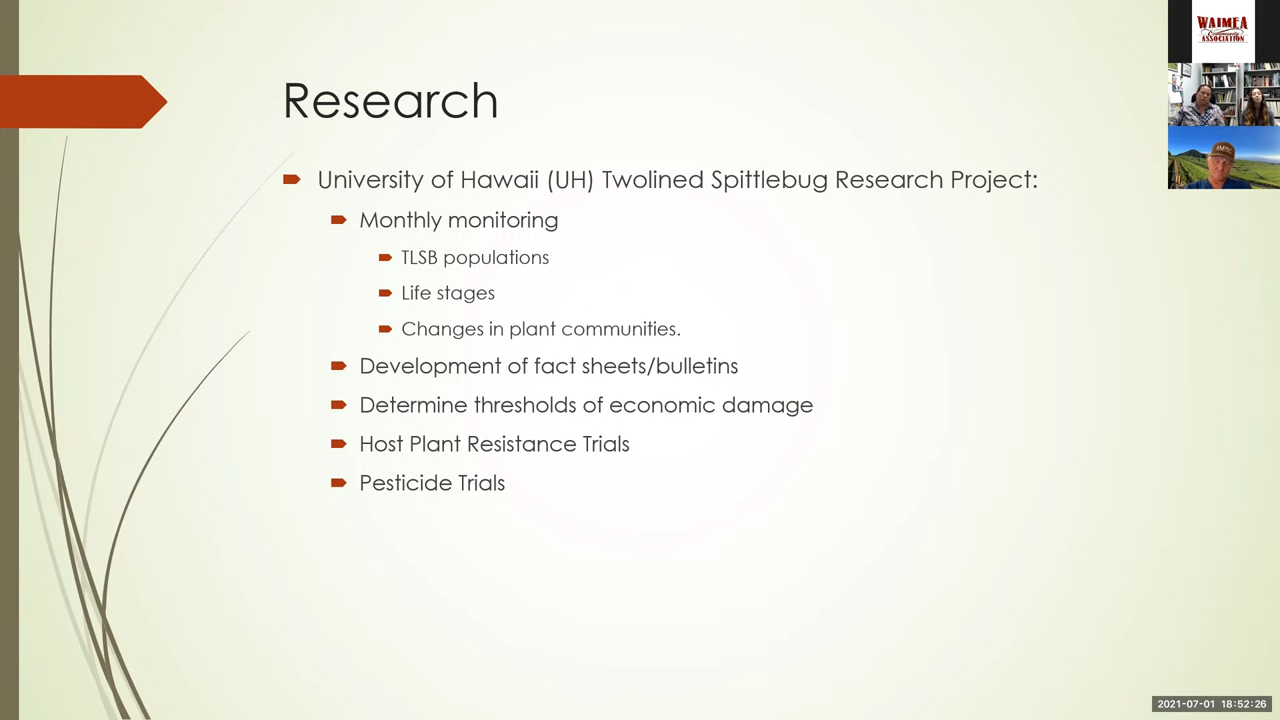 Research
University of Hawaii (UH) Twolined Spittlebug Research Project:
Monthly monitoring
TLSB populations
Life stages
Changes in plant communities.
Development of fact sheets/bulletins
Determine thresholds of economic damage
Host Plant Resistance Trials
Pesticide Trials
WAIMEA
Community
ASSOCIATION
2021-07-01 18:52:26